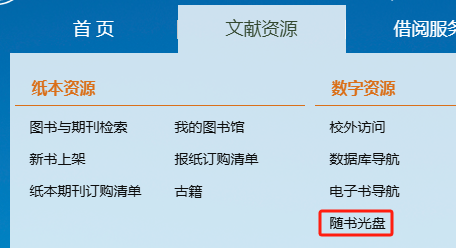 首 页 文献资源 借阅服务
纸本资源 数字资源
图书与期刊检索 我的图书馆 校外访问
新书上架 报纸订购清单 数据库导航
纸本期刊订购清单 古籍 电子书导航
随书光盘